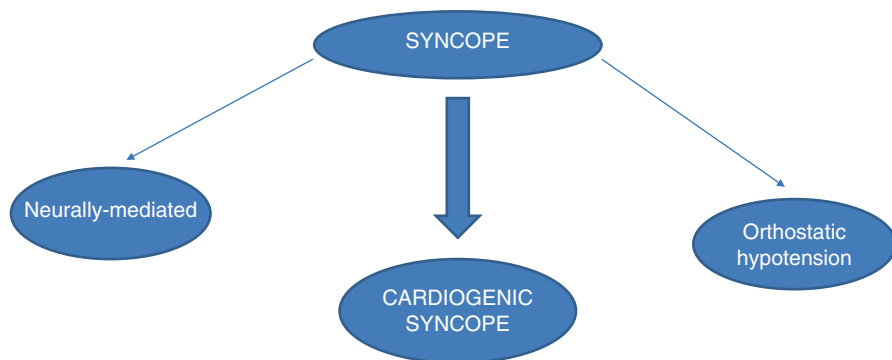 SYNCOPE
Neurally-mediated
Orthostatic
hypotension
CARDIOGENIC
SYNCOPE